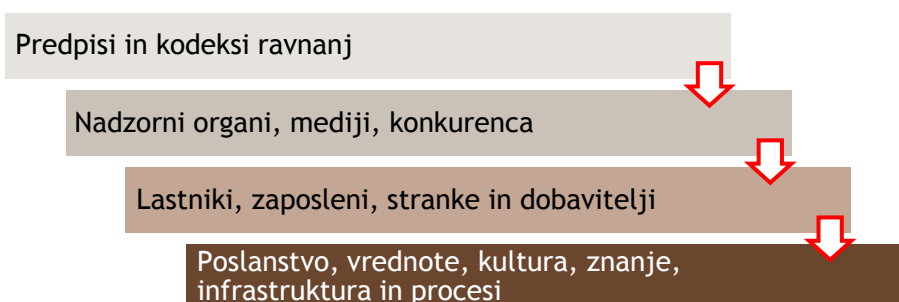 Predpisi in kodeksi ravnanj
Nadzorni organi, mediji, konkurenca
Lastniki, zaposleni, stranke in dobavitelji
Poslanstvo, vrednote, kultura, znanje,
infrastruktura in procesi